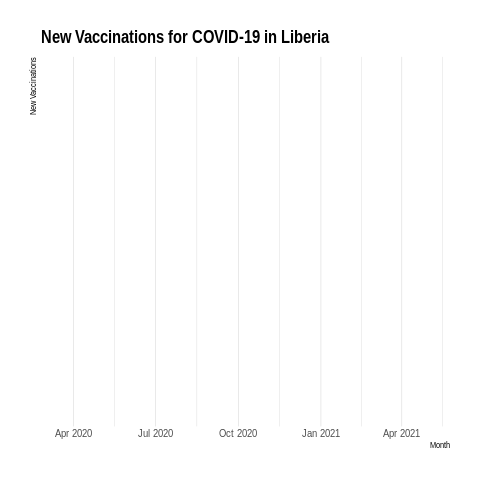 New Vaccinations for COVID-19 in Liberia
New Vaccinations
Apr 2020 Jul 2020 Oct 2020 Jan 2021 Apr 2021
Month